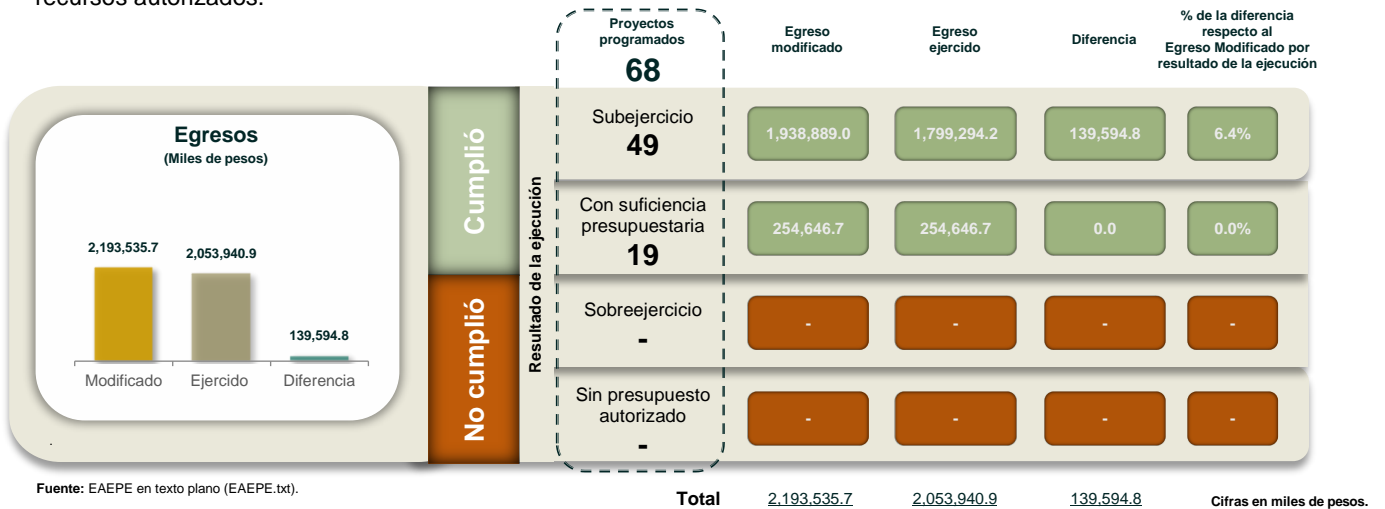 recursos autorizados.
Proyectos
programados
68
Egreso
modificado
Egreso
ejercido
Diferencia
% de la diferencia
respecto al
Egreso Modificado por
resultado de la ejecución
Egresos
(Miles de pesos)
2,193,535.7
2,053,940.9
139,594.8
Modificado
Ejercido
Diferencia
.
Cumplió
No cumplió
Resultado de la ejecución
Subejercicio
49
1,938,889.0
1,799,294.2
139,594.8
6.4%
Con suficiencia
presupuestaria
19
254,646.7
254,646.7
0.0
0.0%
Sobreejercicio
-
-
-
-
-
Sin presupuesto
autorizado
-
-
-
-
-
Fuente: EAEPE en texto plano (EAEPE.txt).
Total
2,193,535.7
2,053,940.9
139,594.8
Cifras en miles de pesos.